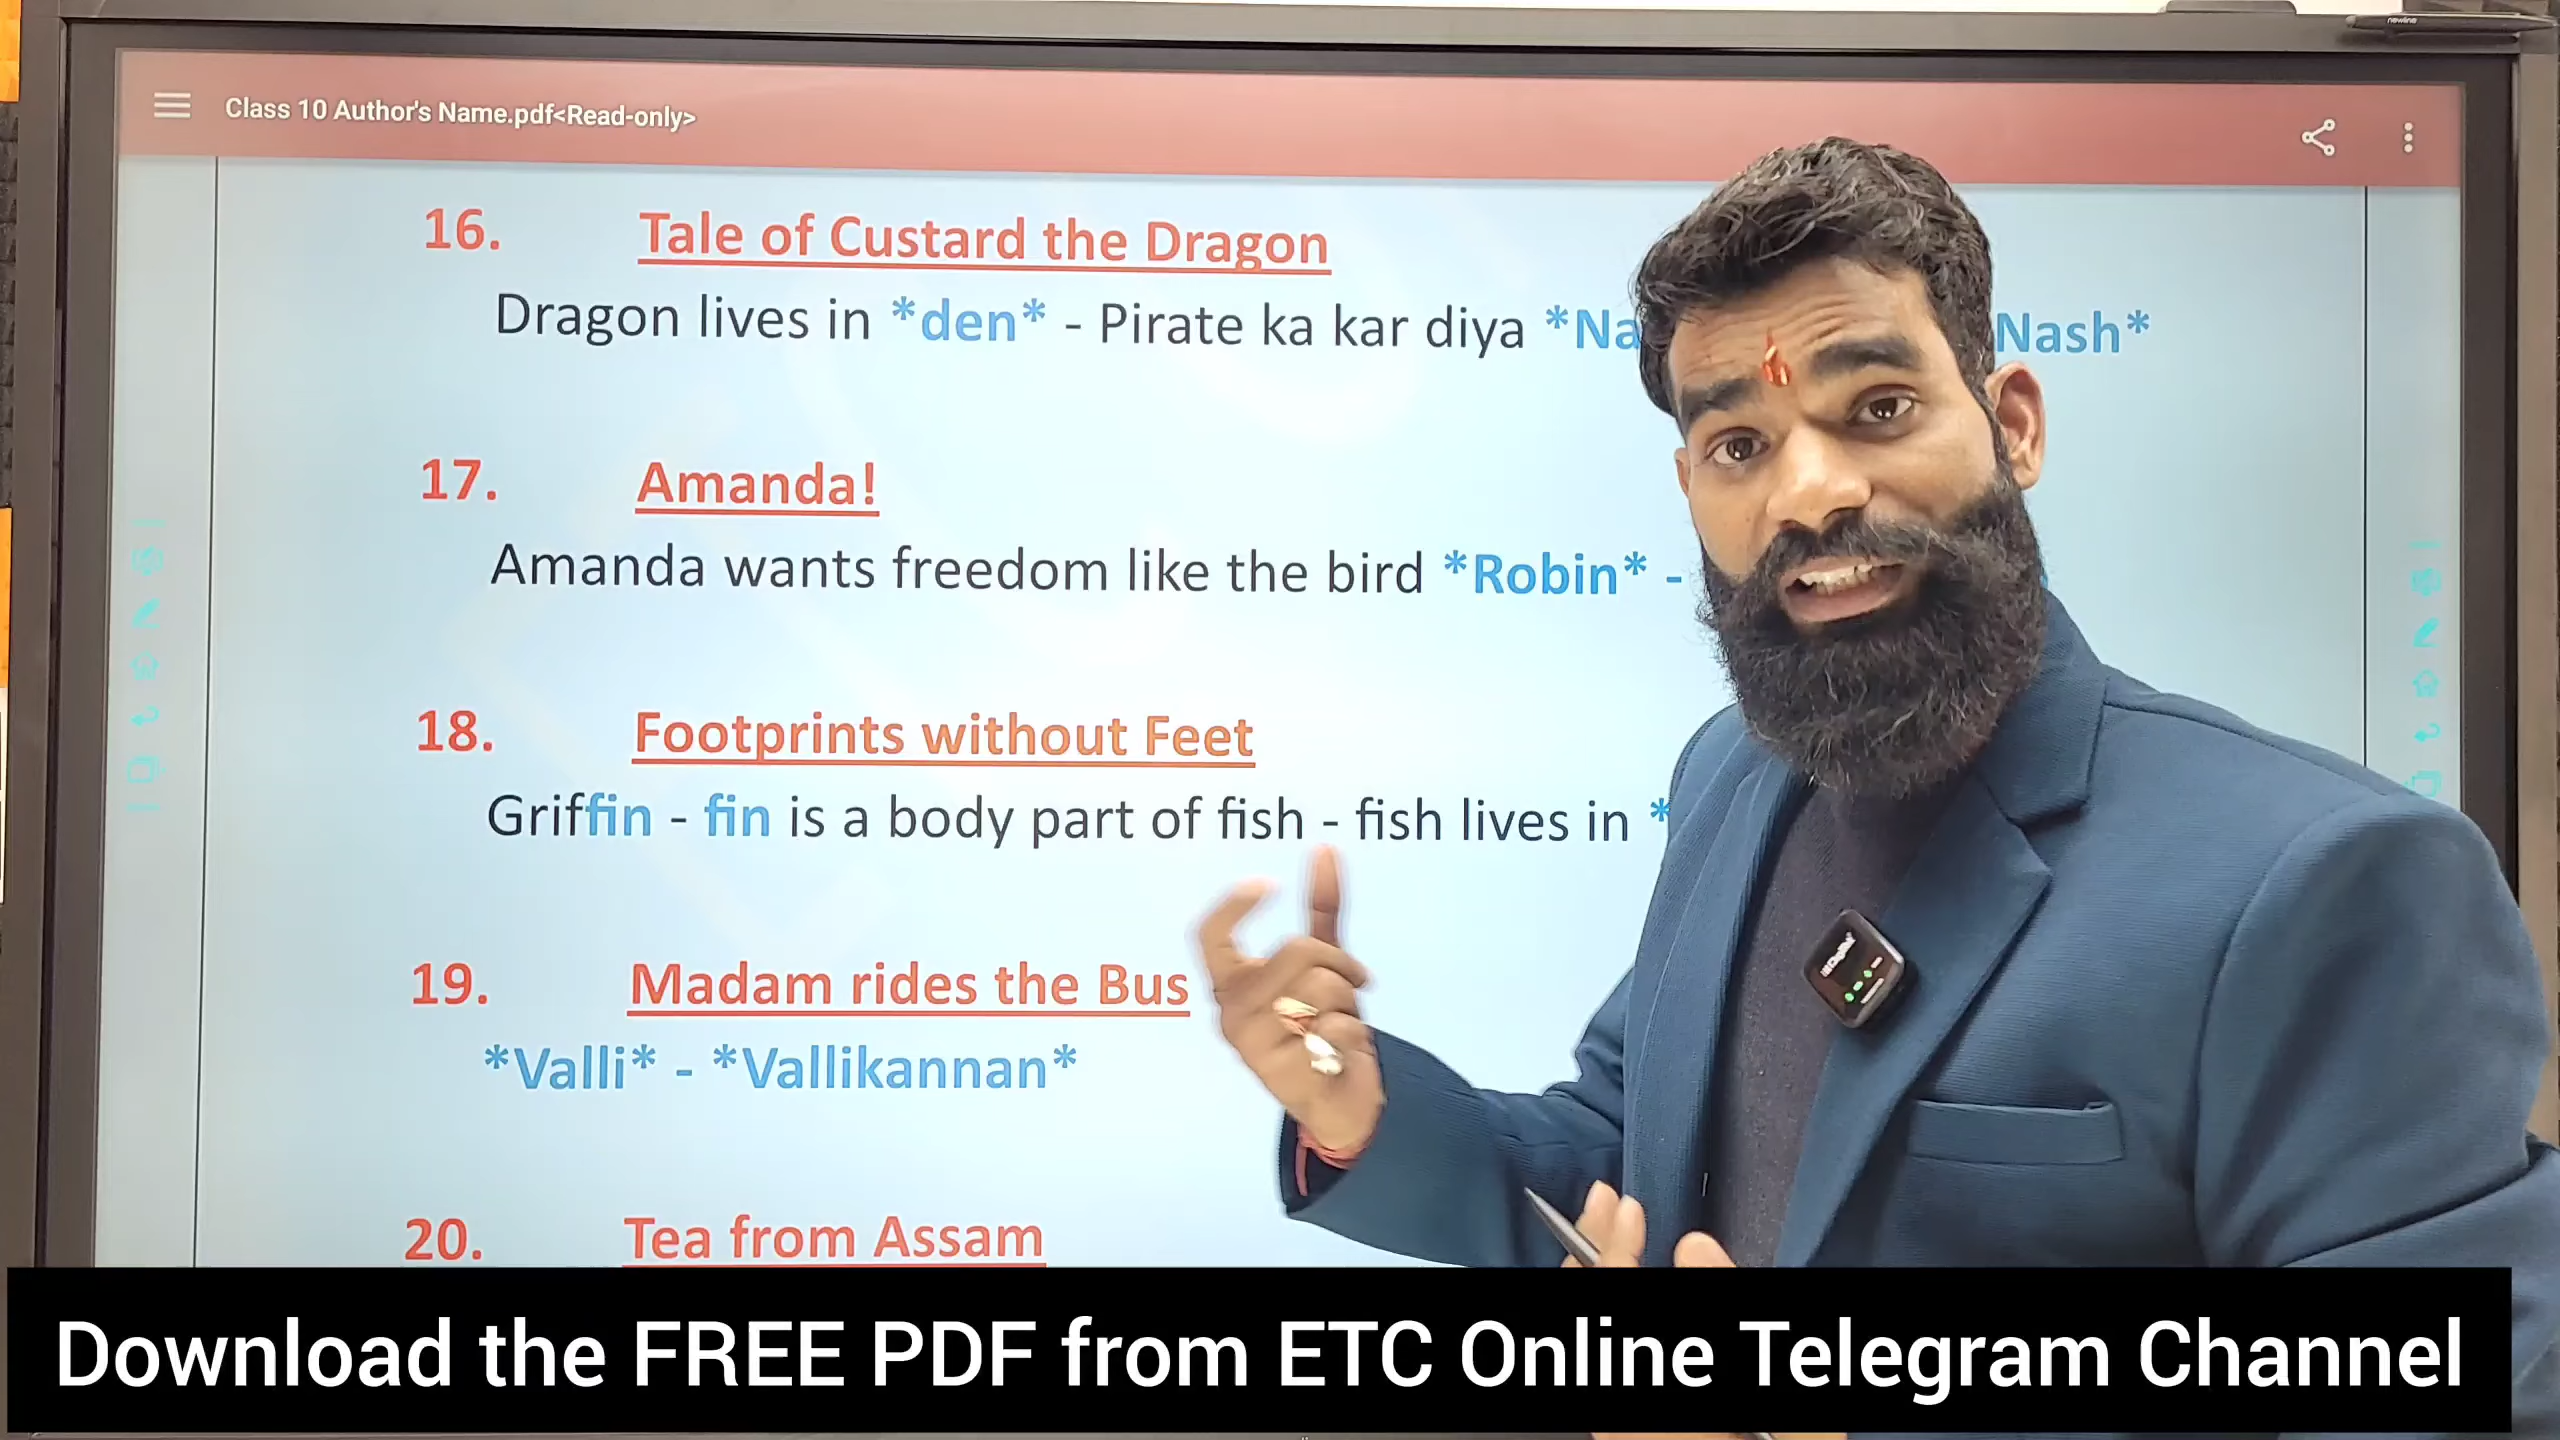 newline
Class 10 Author's Name.pdf<Read-only>
16. Tale of Custard the Dragon
Dragon lives in *den* - Pirate ka kar diya *Na Nash*
17. Amanda!
Amanda wants freedom like the bird *Robin* -
18. Footprints without Feet
Griffin - fin is a body part of fish - fish lives in *
19. Madam rides the Bus
*Valli* - *Vallikannan*
20. Tea from Assam
Download the FREE PDF from ETC Online Telegram Channel